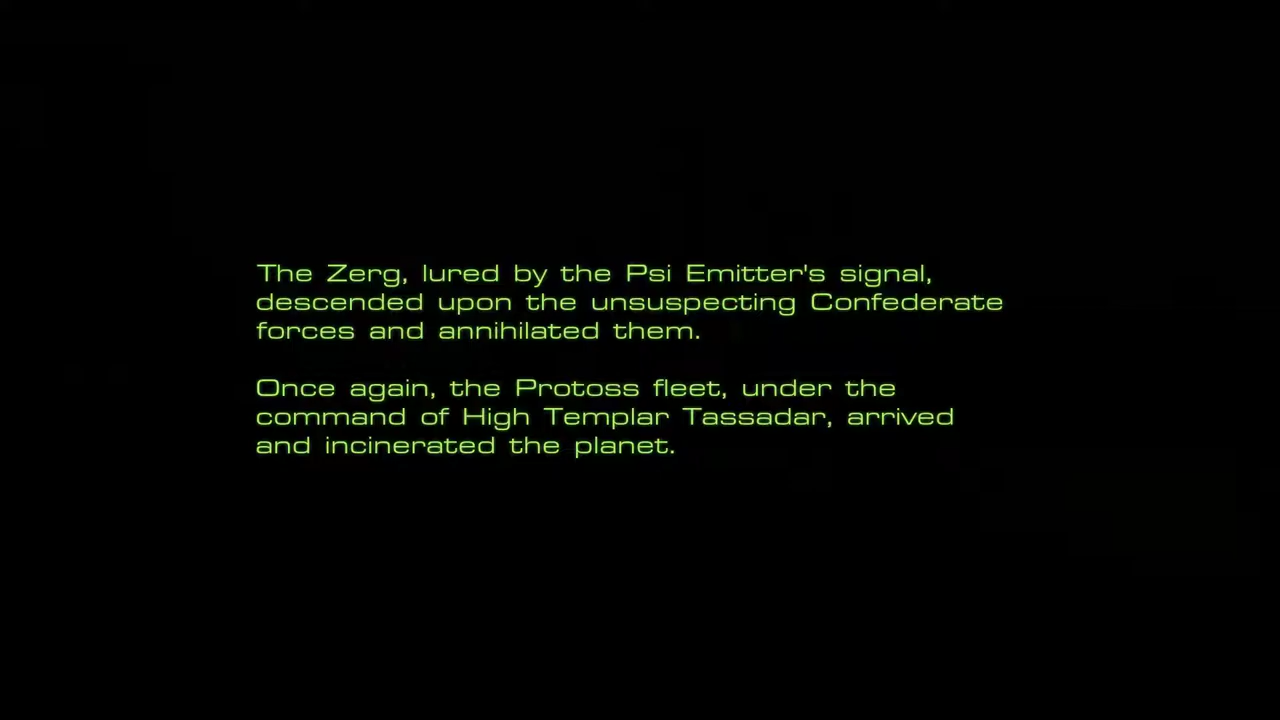 The Zerg, lured by the Psi Emitter's signal,
descended upon the unsuspecting Confederate
forces and annihilated them.
Once again, the Protoss fleet, under the
command of High Templar Tassadar, arrived
and incinerated the planet.